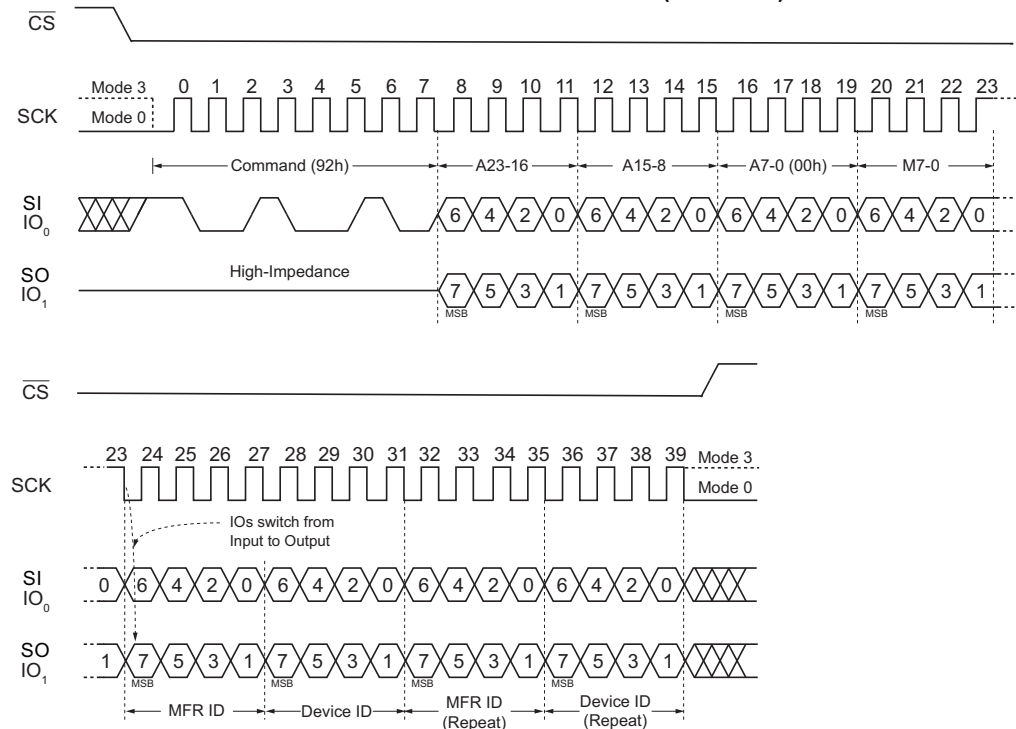 CS
Mode 3
0 1 2 3 4 5 6 7 8 9 10 11 12 13 14 15 16 17 18 19 20 21 22 23
SCK
Mode 0
Command (92h) A23-16 A15-8 A7-0 (00h) M7-0
SI
IO0
6 4 2 0 6 4 2 0 6 4 2 0 6 4 2 0
High-Impedance
SO
IO1
7 5 3 1 7 5 3 1 7 5 3 1 7 5 3 1
MSB MSB MSB MSB
CS
23 24 25 26 27 28 29 30 31 32 33 34 35 36 37 38 39 Mode 3
SCK
Mode 0
IOs switch from
Input to Output
SI
IO0
0 6 4 2 0 6 4 2 0 6 4 2 0 6 4 2 0
SO
IO1
1 7 5 3 1 7 5 3 1 7 5 3 1 7 5 3 1
MSB MSB MSB MSB
MFR ID Device ID MFR ID (Repeat) Device ID (Repeat)